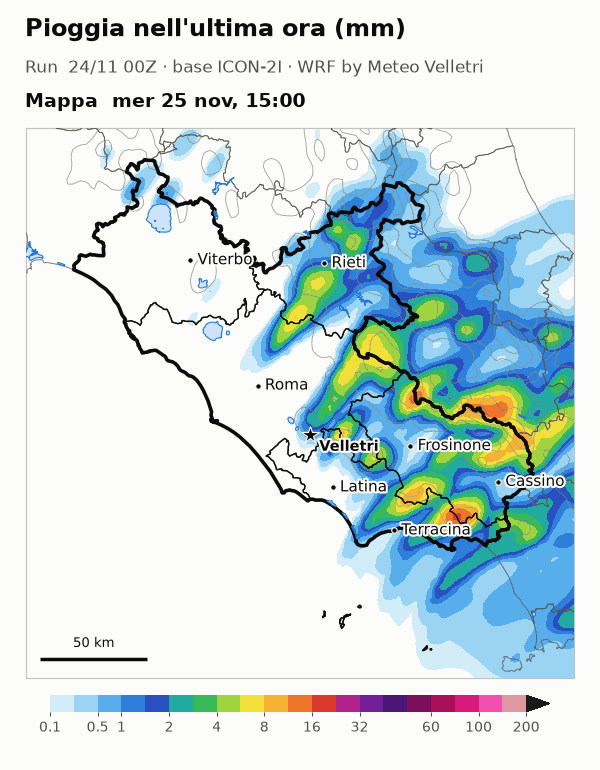 Pioggia nell'ultima ora (mm)
Run 24/11 00Z · base ICON-2I · WRF by Meteo Velletri
Mappa mer 25 nov, 15:00
Viterbo
Rieti
Roma
Velletri
Frosinone
Latina
Cassino
Terracina
50 km
0.1 0.5 1 2 4 8 16 32 60 100 200